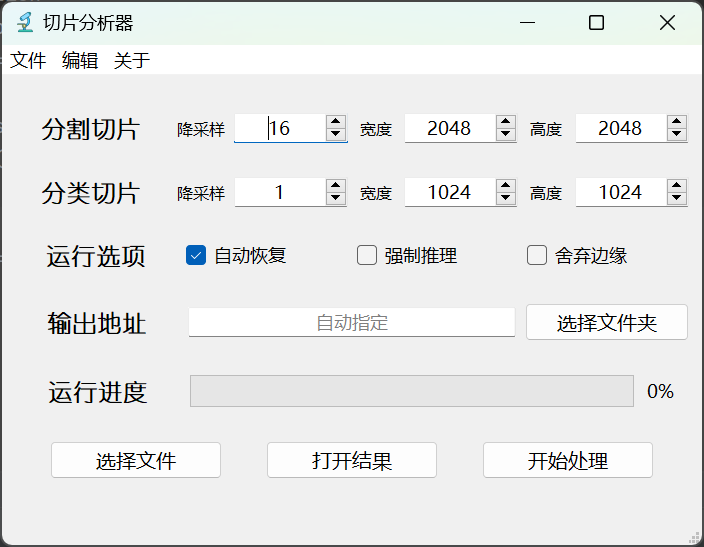 切片分析器
文件 编辑 关于
分割切片 降采样 16 宽度 2048 高度 2048
分类切片 降采样 1 宽度 1024 高度 1024
运行选项 自动恢复 强制推理 舍弃边缘
输出地址 自动指定 选择文件夹
运行进度 0%
选择文件 打开结果 开始处理